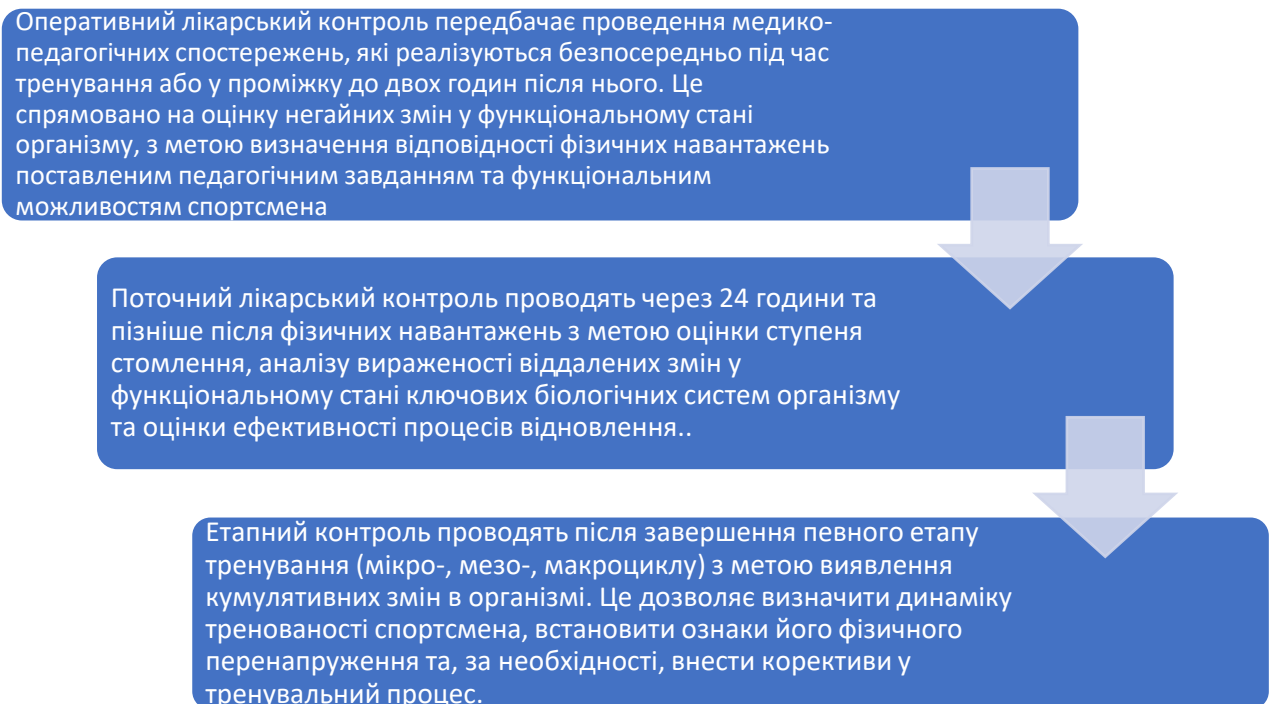 Оперативний лікарський контроль передбачає проведення медико-
педагогічних спостережень, які реалізуються безпосередньо під час
тренування або у проміжку до двох годин після нього. Це
спрямовано на оцінку негайних змін у функціональному стані
організму, з метою визначення відповідності фізичних навантажень
поставленим педагогічним завданням та функціональним
можливостям спортсмена
Поточний лікарський контроль проводять через 24 години та
пізніше після фізичних навантажень з метою оцінки ступеня
стомлення, аналізу вираженості віддалених змін у
функціональному стані ключових біологічних систем організму
та оцінки ефективності процесів відновлення..
Етапний контроль проводять після завершення певного етапу
тренування (мікро-, мезо-, макроциклу) з метою виявлення
кумулятивних змін в організмі. Це дозволяє визначити динаміку
тренованості спортсмена, встановити ознаки його фізичного
перенапруження та, за необхідності, внести корективи у
тренувальний процес.